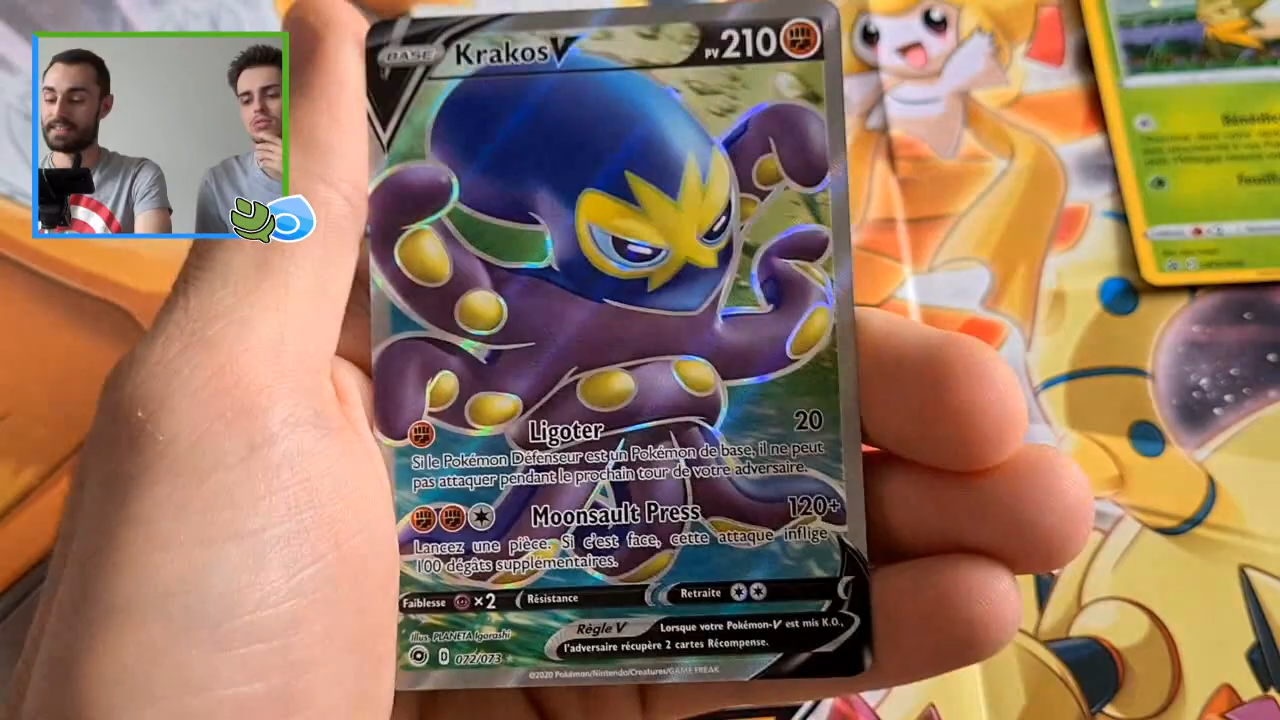 BASE
Krakos V
PV 210
Ligoter
20
Si le Pokémon Défenseur est un Pokémon de base, il ne peut
pas attaquer pendant le prochain tour de votre adversaire.
Moonsault Press
120+
Lancez une pièce. Si c'est face, cette attaque inflige
100 dégâts supplémentaires.
Faiblesse ×2
Résistance
Retraite
Règle V
Lorsque votre Pokémon-V est mis K.O.,
l'adversaire récupère 2 cartes Récompense.
Illus. PLANETA Igarashi
D 072/073
©2020 Pokémon/Nintendo/Creatures/GAME FREAK